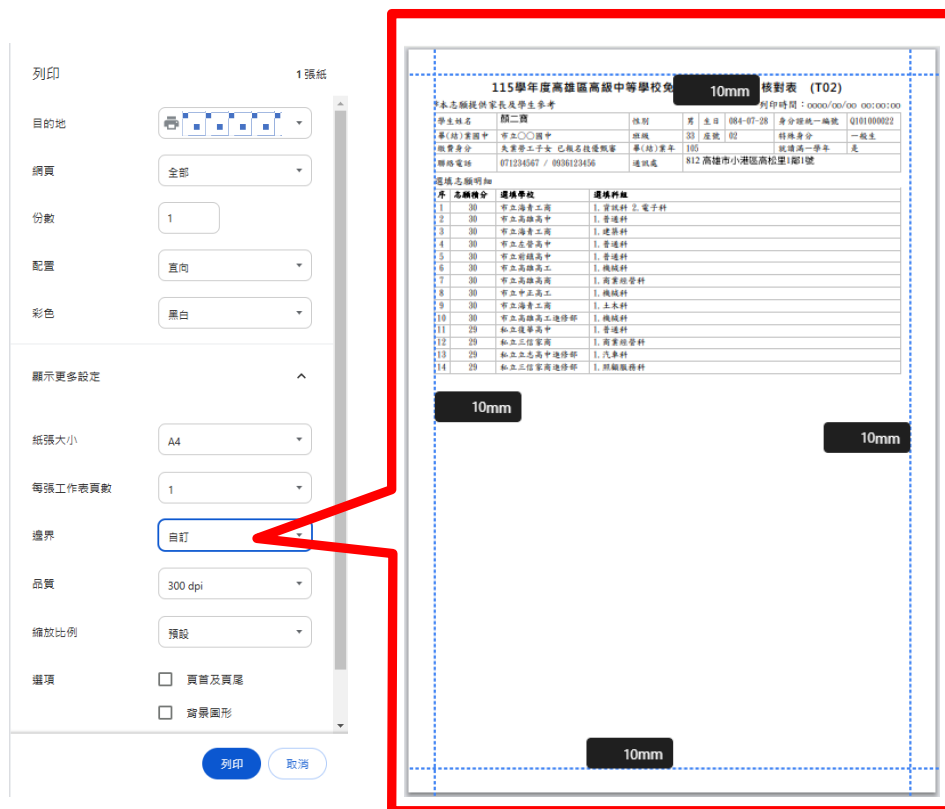 列印 1 張紙
目的地
網頁 全部
份數 1
配置 直向
彩色 黑白
顯示更多設定
紙張大小 A4
每張工作表頁數 1
邊界 自訂
品質 300 dpi
縮放比例 預設
選項 頁首及頁尾
背景圖形
列印 取消
115學年度高雄區高級中等學校免 核對表 (T02)
10mm
*本志願提供家長及學生參考 列印時間：0000/00/00 00:00:00
學生姓名 顏二寶 性別 男 生日 084-07-28 身分證統一編號 Q101000022
畢(結)業國中 市立○○國中 班級 33 座號 02 特殊身分 一般生
繳費身分 失業勞工子女 已報名技優甄審 畢(結)業年 105 就讀滿一學年 是
聯絡電話 071234567 / 0936123456 通訊處 812 高雄市小港區高松里1鄰1號
選填志願明細
序 志願積分 選填學校 選填科組
1 30 市立海青工商 1. 資訊科 2. 電子科
2 30 市立高雄高中 1. 普通科
3 30 市立海青工商 1. 建築科
4 30 市立左營高中 1. 普通科
5 30 市立前鎮高中 1. 普通科
6 30 市立高雄高工 1. 機械科
7 30 市立高雄高商 1. 商業經營科
8 30 市立中正高工 1. 機械科
9 30 市立海青工商 1. 土木科
10 30 市立高雄高工進修部 1. 機械科
11 29 私立復華高中 1. 普通科
12 29 私立三信家商 1. 商業經營科
13 29 私立立志高中進修部 1. 汽車科
14 29 私立三信家商進修部 1. 照顧服務科
10mm
10mm
10mm